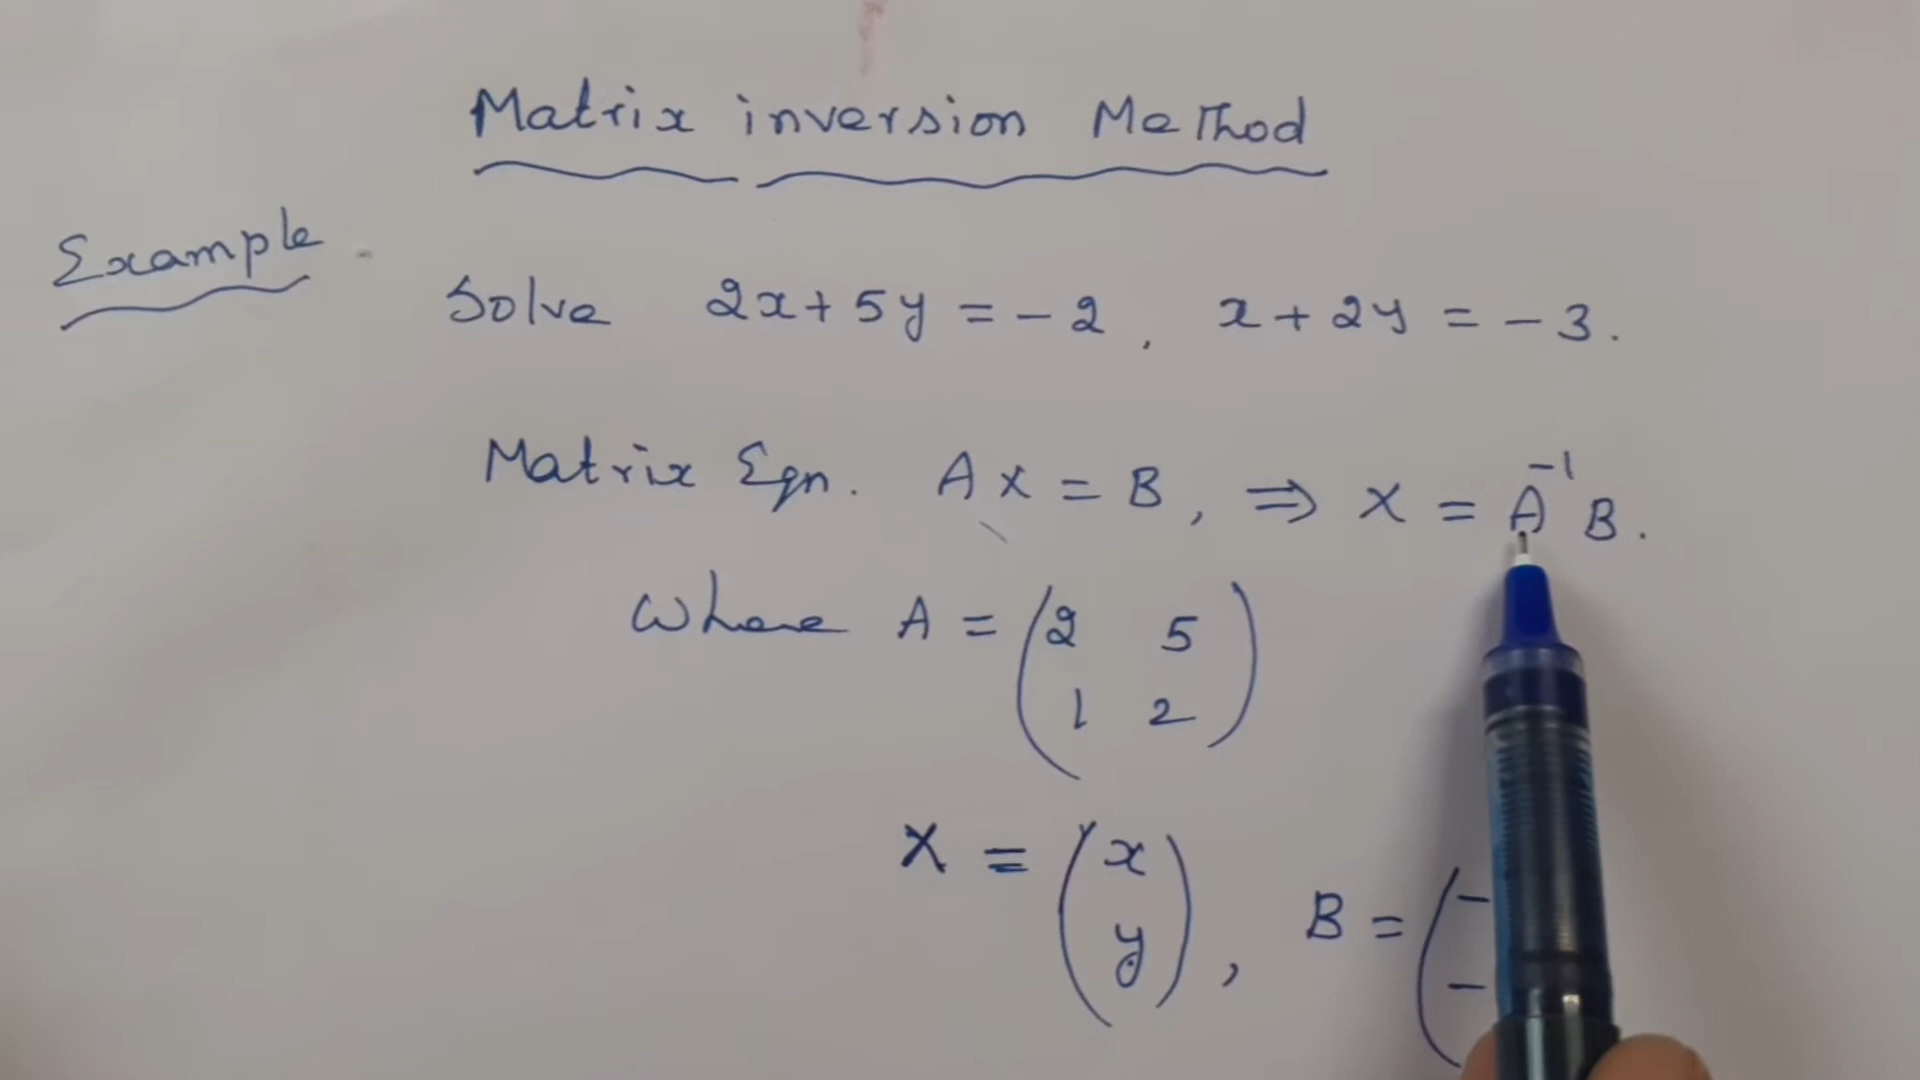 Matrix inversion Method
Example
Solve 2x + 5y = -2, x + 2y = -3.
Matrix Eqn. AX = B, ⇒ X = A⁻¹B.
Where A = (2 5
1 2)
X = (x
y), B = (-
-